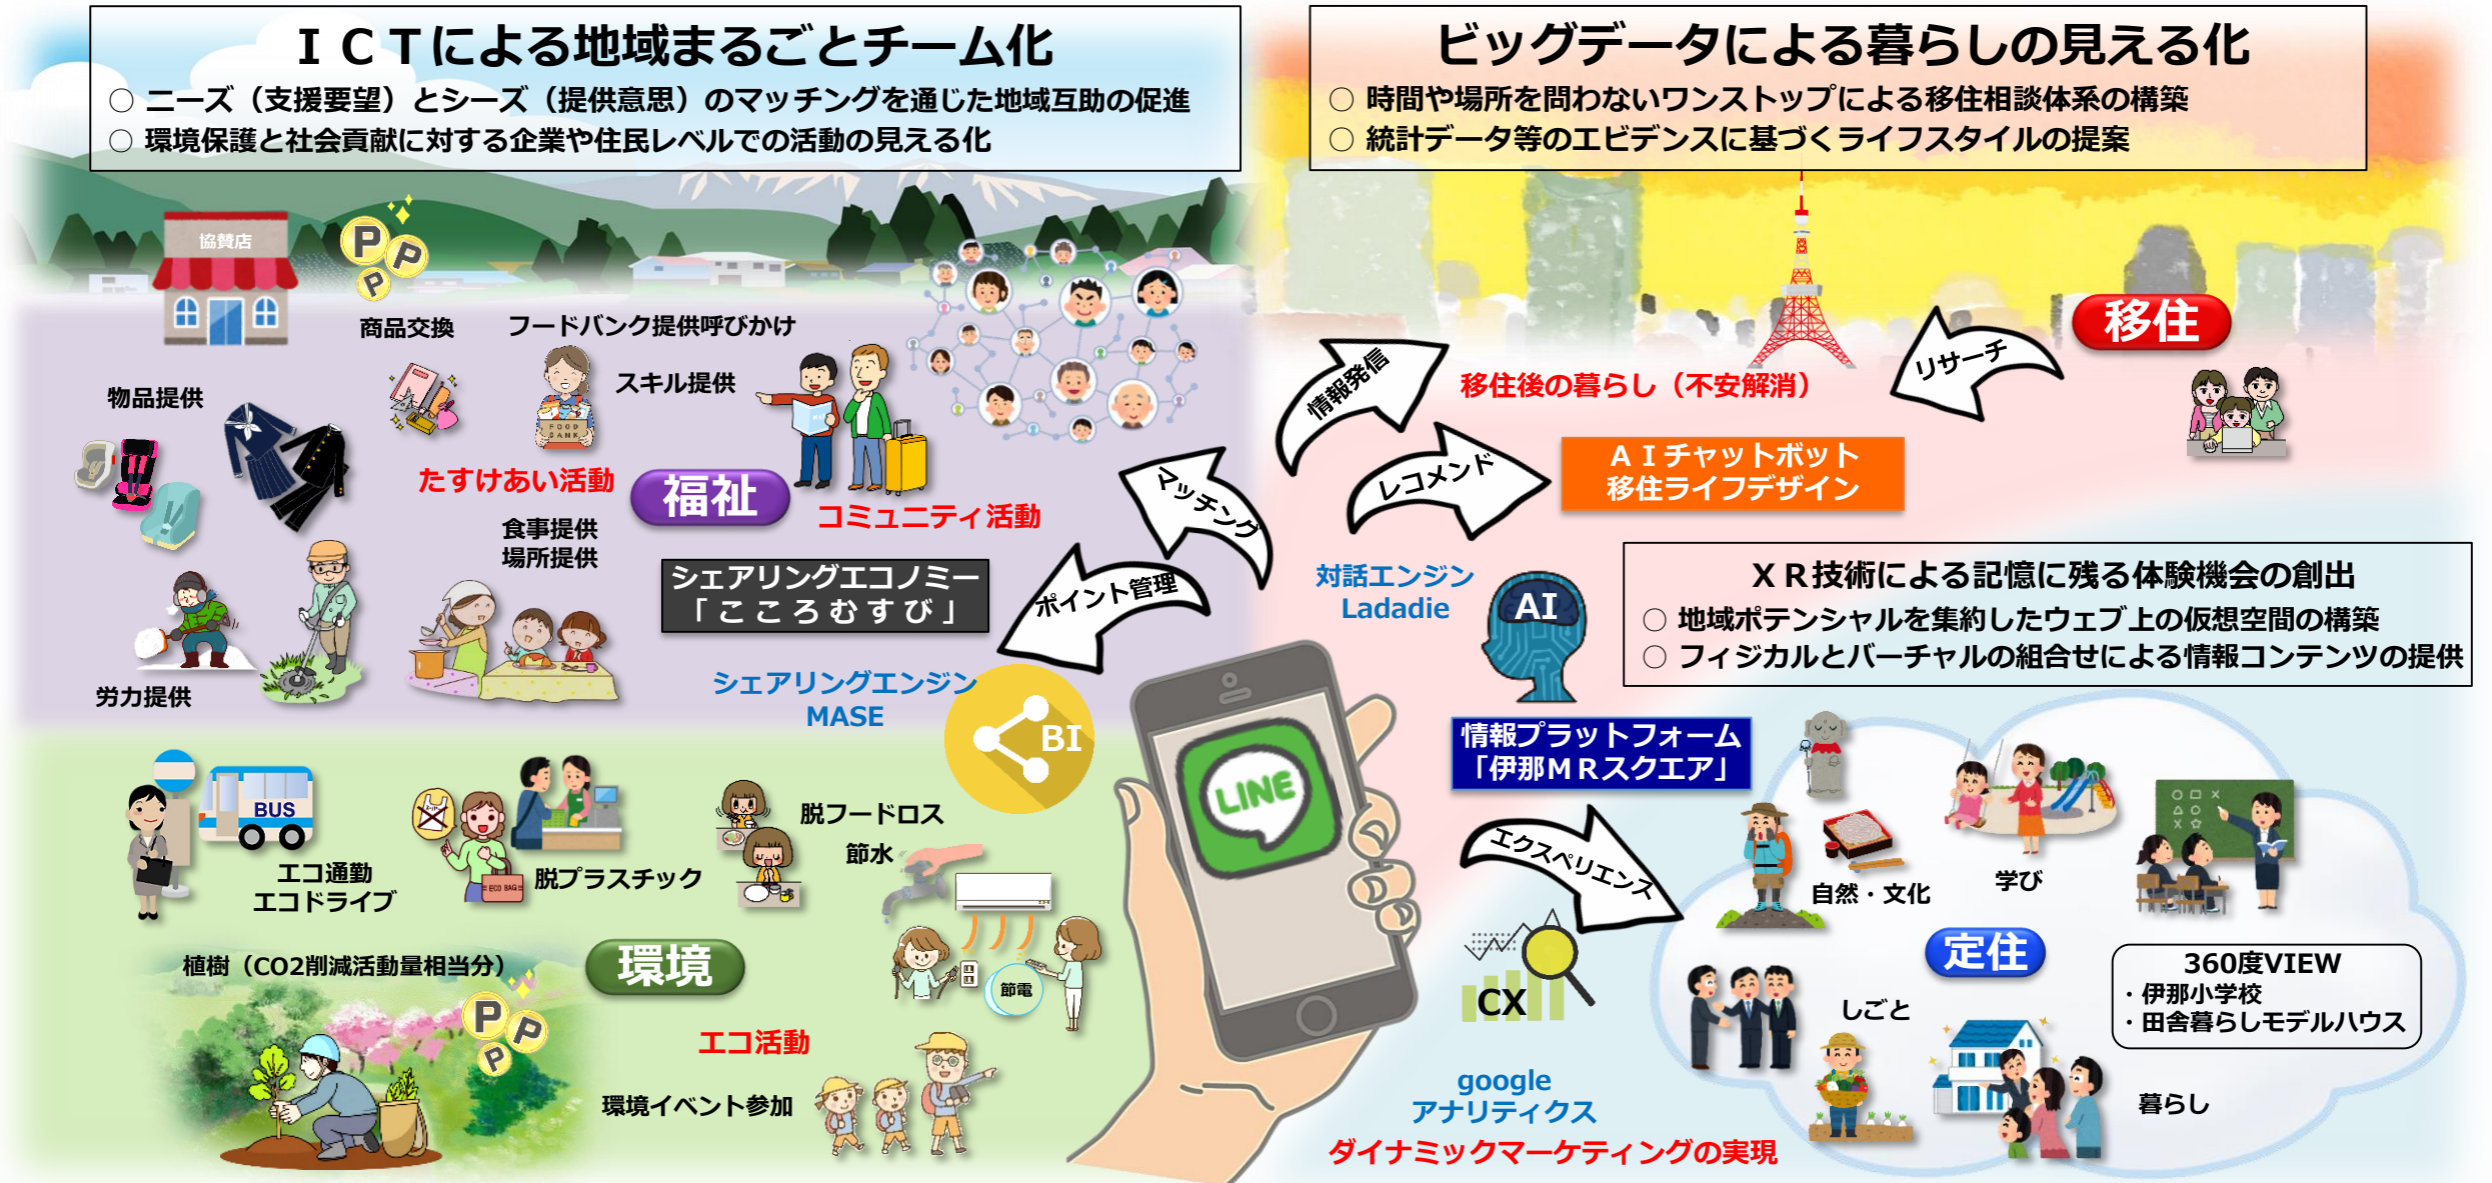 ＩＣＴによる地域まるごとチーム化
○ ニーズ（支援要望）とシーズ（提供意思）のマッチングを通じた地域互助の促進
○ 環境保護と社会貢献に対する企業や住民レベルでの活動の見える化
ビッグデータによる暮らしの見える化
○ 時間や場所を問わないワンストップによる移住相談体系の構築
○ 統計データ等のエビデンスに基づくライフスタイルの提案
協賛店
P
P
P
商品交換
フードバンク提供呼びかけ
スキル提供
物品提供
FOOD
BANK
たすけあい活動
福祉
コミュニティ活動
食事提供
場所提供
シェアリングエコノミー
「こころむすび」
労力提供
シェアリングエンジン
MASE
BI
マッチング
ポイント管理
情報発信
レコメンド
リサーチ
移住
移住後の暮らし（不安解消）
ＡＩチャットボット
移住ライフデザイン
対話エンジン
Ladadie
AI
ＸＲ技術による記憶に残る体験機会の創出
○ 地域ポテンシャルを集約したウェブ上の仮想空間の構築
○ フィジカルとバーチャルの組合せによる情報コンテンツの提供
情報プラットフォーム
「伊那ＭＲスクエア」
LINE
エクスペリエンス
BUS
エコ通勤
エコドライブ
ECO BAG
脱プラスチック
脱フードロス
節水
節電
植樹（CO2削減活動量相当分）
P
P
P
環境
エコ活動
環境イベント参加
CX
google
アナリティクス
ダイナミックマーケティングの実現
自然・文化
学び
○□×
△○
×☆
定住
しごと
360度VIEW
・伊那小学校
・田舎暮らしモデルハウス
暮らし